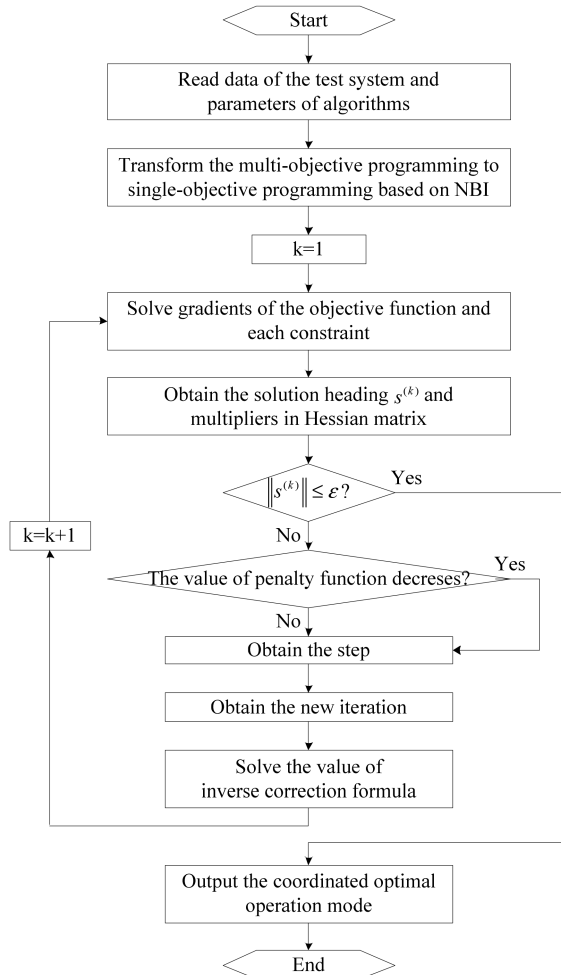 Start
Read data of the test system and
parameters of algorithms
Transform the multi-objective programming to
single-objective programming based on NBI
k=1
Solve gradients of the objective function and
each constraint
Obtain the solution heading s^(k) and
multipliers in Hessian matrix
‖s^(k)‖ ≤ ε?
Yes
No
k=k+1
The value of penalty function decreses?
Yes
No
Obtain the step
Obtain the new iteration
Solve the value of
inverse correction formula
Output the coordinated optimal
operation mode
End